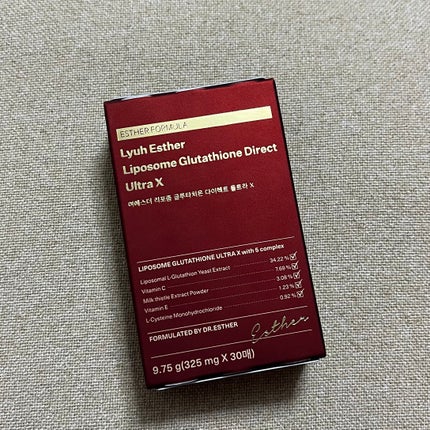 ESTHER FORMULA
Lyuh Esther
Liposome Glutathione Direct
Ultra X
여에스더 리포좀 글루타치온 다이렉트 울트라 X
LIPOSOME GLUTATHIONE ULTRA X with 5 complex
Liposomal L-Glutathion Yeast Extract 34.22 %
Vitamin C 7.69 %
Milk thistle Extract Powder 3.08 %
Vitamin E 1.23 %
L-Cysteine Monohydrochloride 0.92 %
FORMULATED BY DR.ESTHER Esther
9.75 g(325 mg X 30매)